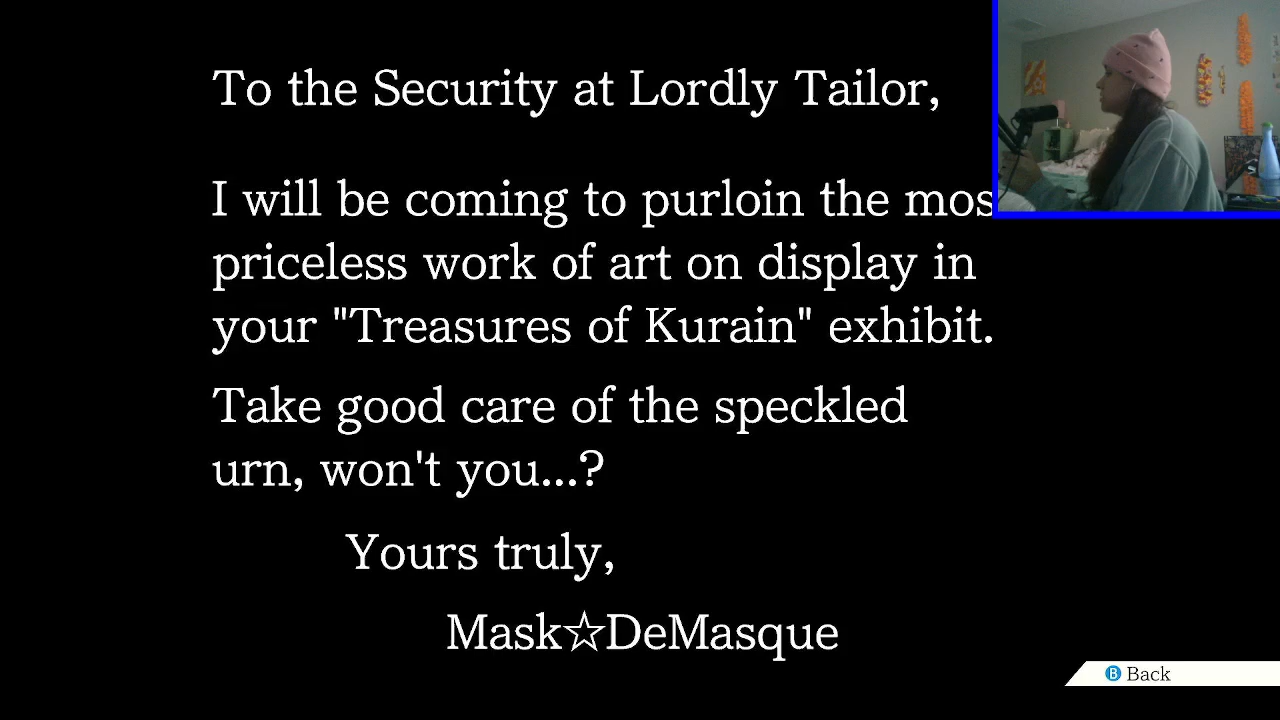 To the Security at Lordly Tailor,
I will be coming to purloin the mos
priceless work of art on display in
your "Treasures of Kurain" exhibit.
Take good care of the speckled
urn, won't you...?
Yours truly,
Mask☆DeMasque
B Back